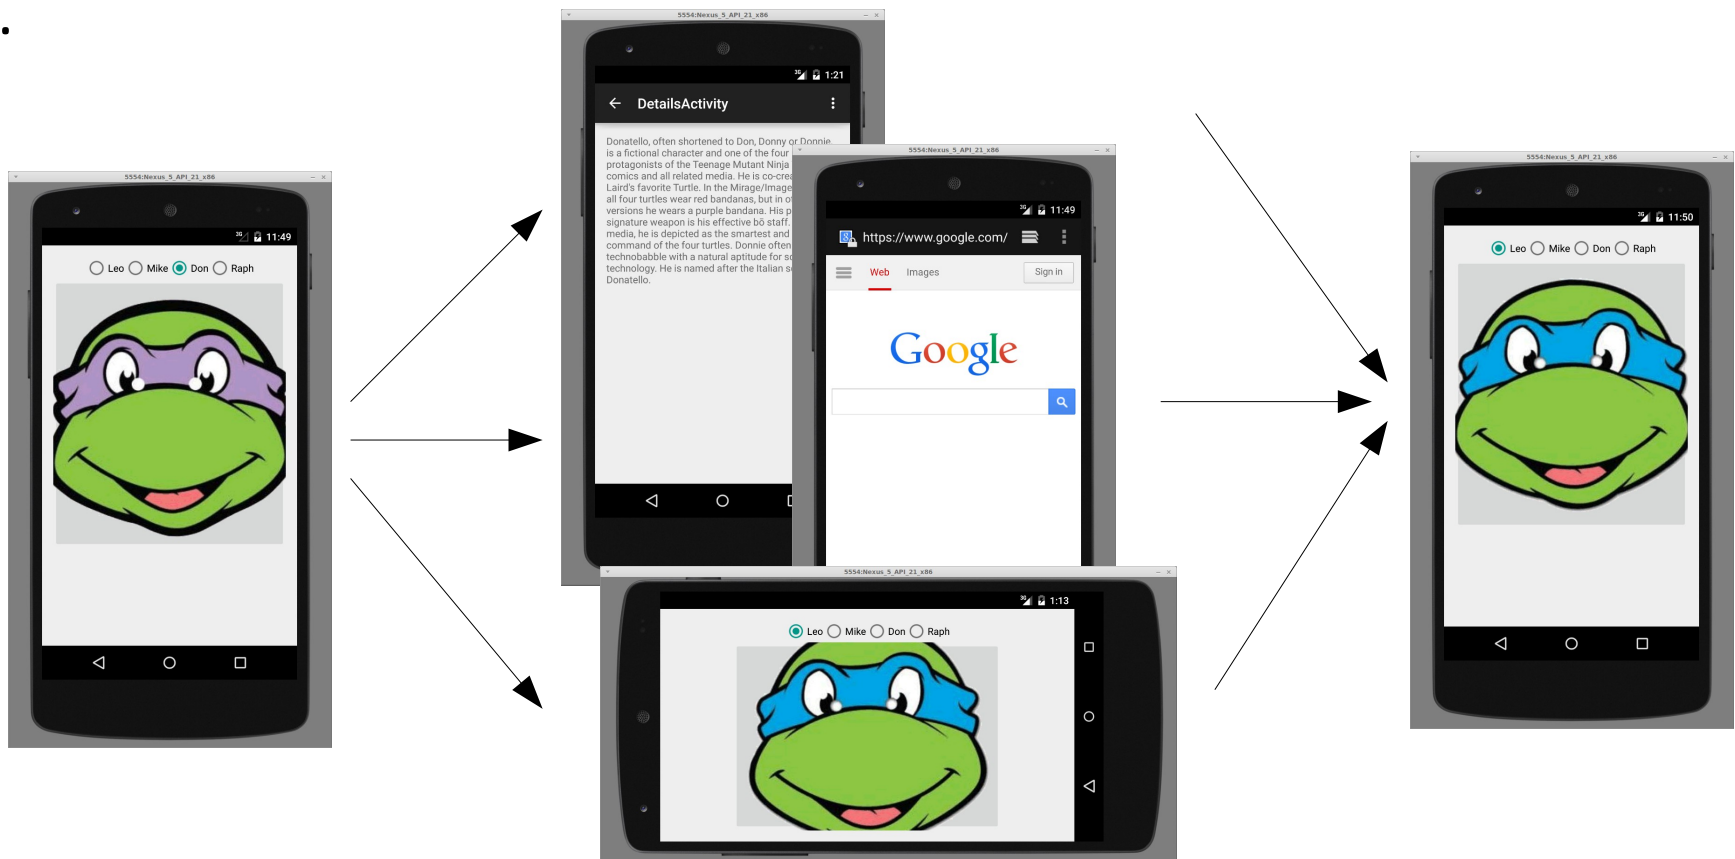 5554:Nexus_5_API_21_x86
3G 11:49
Leo Mike Don Raph
5554:Nexus_5_API_21_x86
3G 1:21
DetailsActivity
Donatello, often shortened to Don, Donny or Donnie
is a fictional character and one of the four
protagonists of the Teenage Mutant Ninja
comics and all related media. He is
Laird's favorite Turtle. In the Mirage/Image
all four turtles wear red bandanas, but in
versions he wears a purple bandana. His
signature weapon is his effective bō staff.
media, he is depicted as the smartest and
command of the four turtles. Donnie often
technobabble with a natural aptitude for
technology. He is named after the Italian
Donatello.
5554:Nexus_5_API_21_x86
3G 11:49
https://www.google.com/
Web Images Sign in
Google
5554:Nexus_5_API_21_x86
3G 1:13
Leo Mike Don Raph
5554:Nexus_5_API_21_x86
3G 11:50
Leo Mike Don Raph